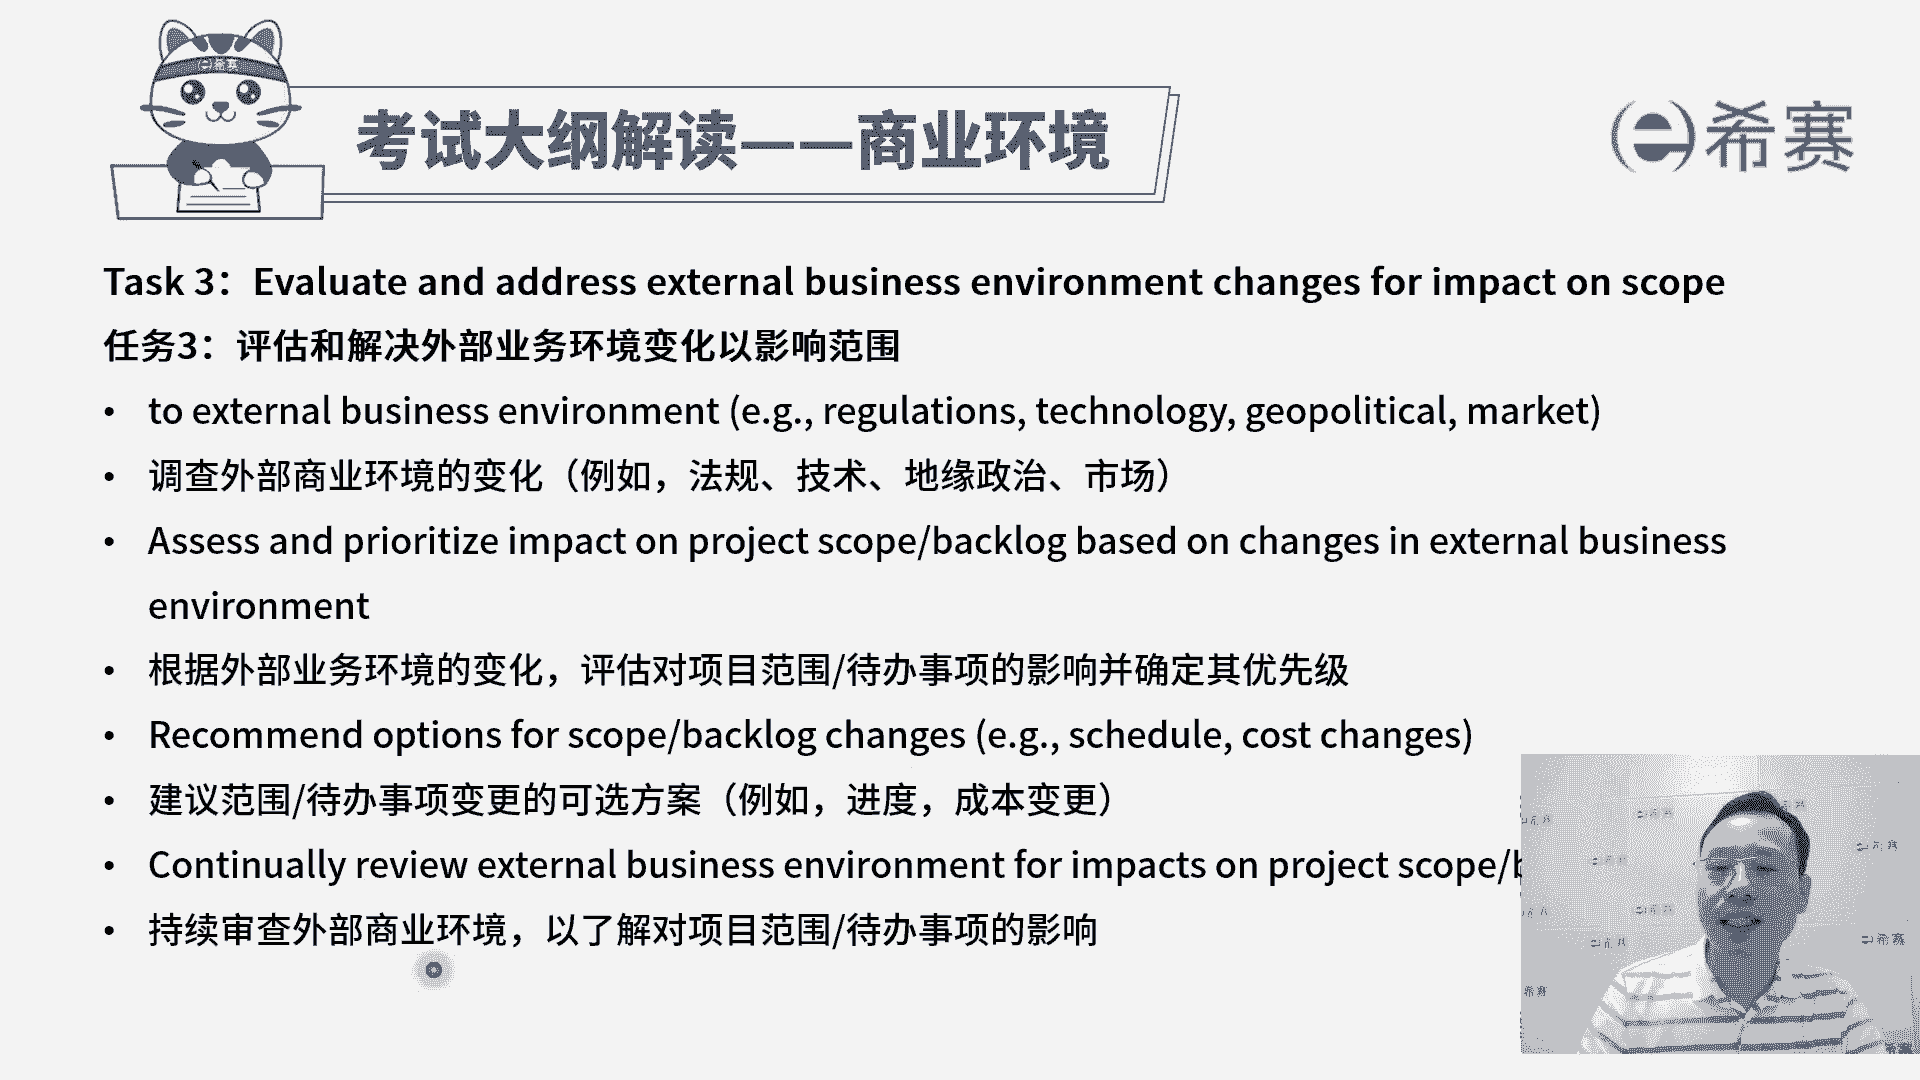 希赛
考试大纲解读——商业环境
希赛
Task 3：Evaluate and address external business environment changes for impact on scope
任务3：评估和解决外部业务环境变化以影响范围
• to external business environment (e.g., regulations, technology, geopolitical, market)
• 调查外部商业环境的变化（例如，法规、技术、地缘政治、市场）
• Assess and prioritize impact on project scope/backlog based on changes in external business
environment
• 根据外部业务环境的变化，评估对项目范围/待办事项的影响并确定其优先级
• Recommend options for scope/backlog changes (e.g., schedule, cost changes)
• 建议范围/待办事项变更的可选方案（例如，进度，成本变更）
• Continually review external business environment for impacts on project scope/
• 持续审查外部商业环境，以了解对项目范围/待办事项的影响
希赛
希赛